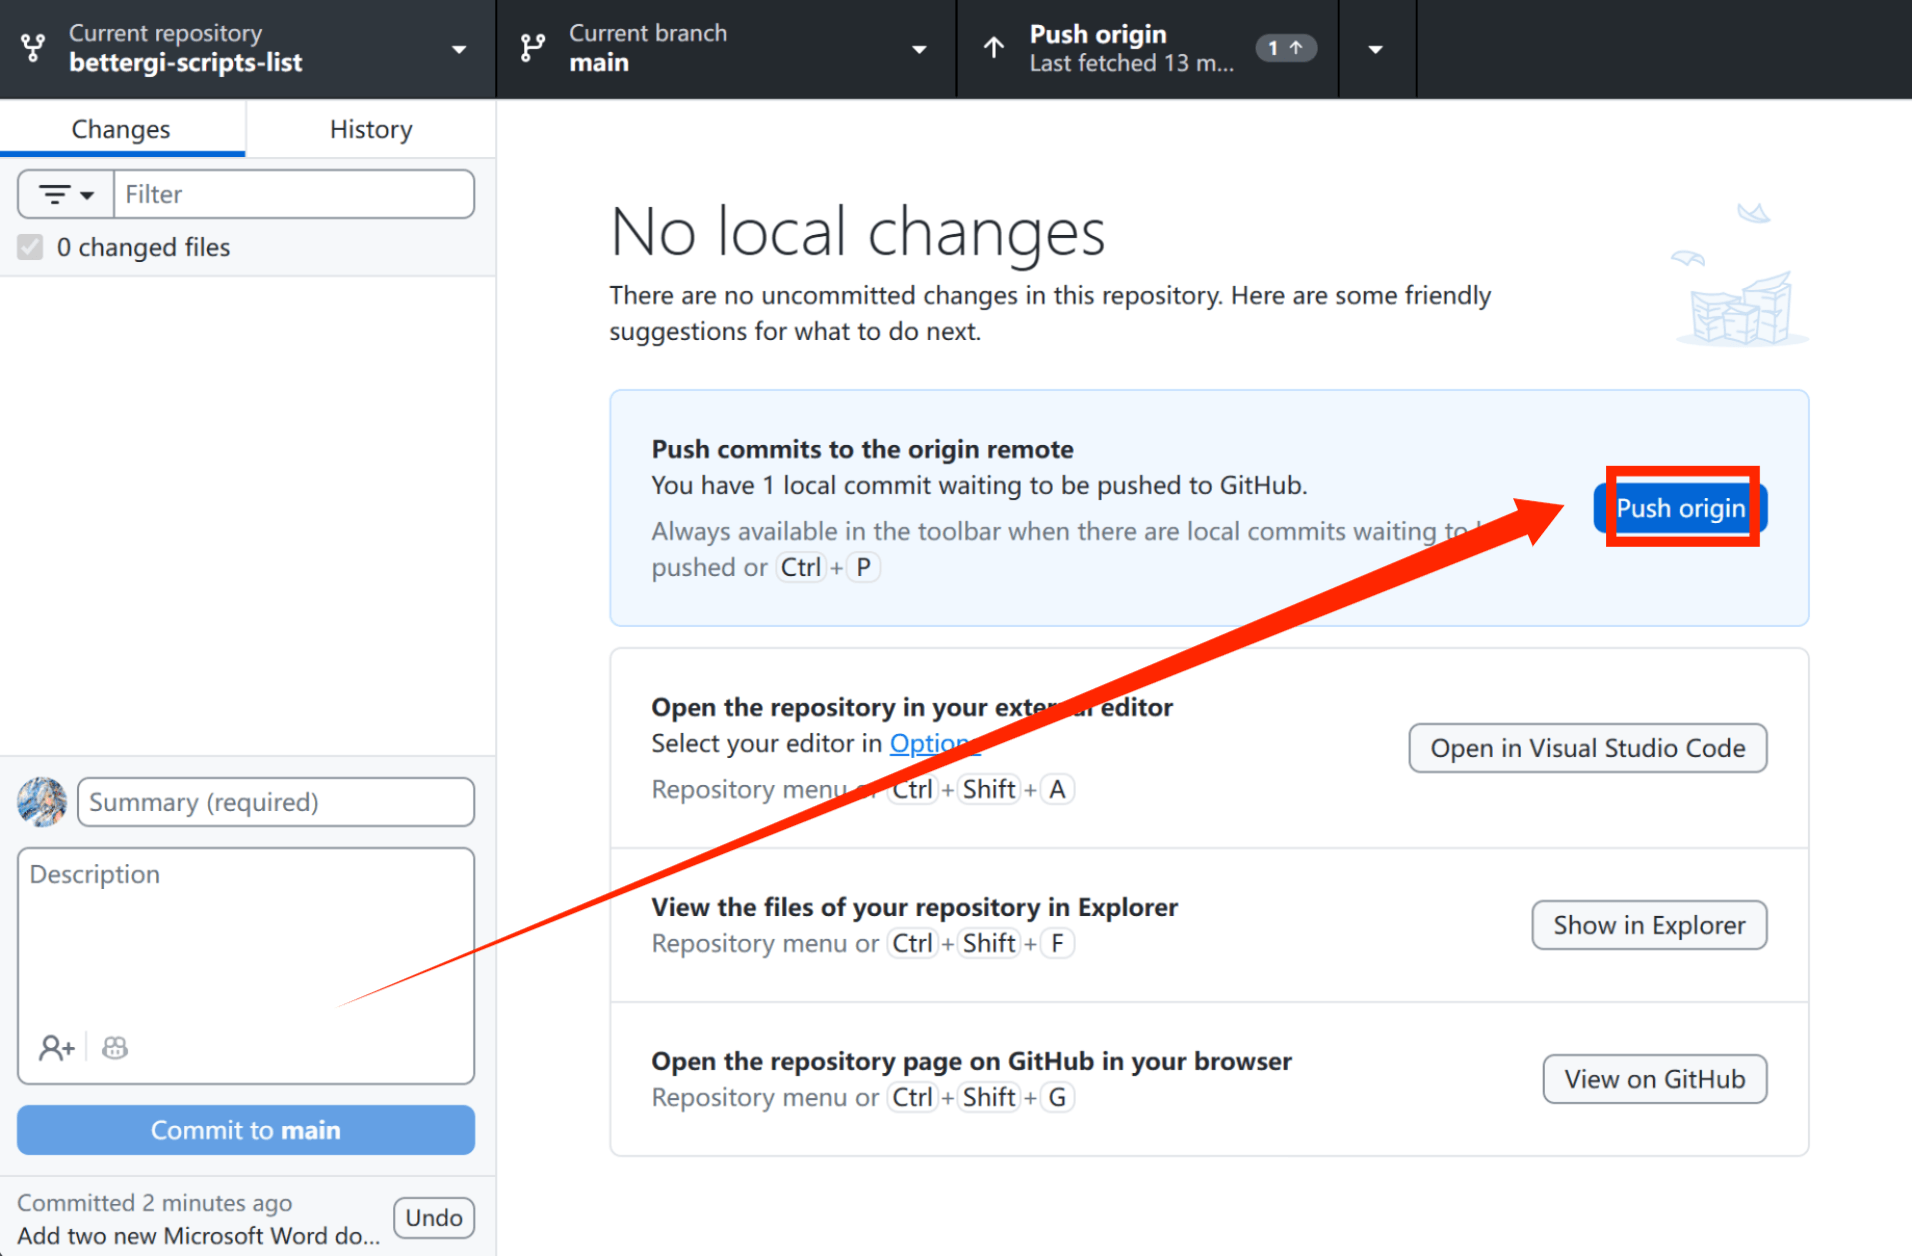 Current repository
bettergi-scripts-list
Current branch
main
Push origin
Last fetched 13 m...
1
Changes
History
Filter
0 changed files
No local changes
There are no uncommitted changes in this repository. Here are some friendly
suggestions for what to do next.
Push commits to the origin remote
You have 1 local commit waiting to be pushed to GitHub.
Always available in the toolbar when there are local commits waiting to
pushed or Ctrl + P
Push origin
Open the repository in your external editor
Select your editor in Options
Repository menu or Ctrl + Shift + A
Open in Visual Studio Code
View the files of your repository in Explorer
Repository menu or Ctrl + Shift + F
Show in Explorer
Open the repository page on GitHub in your browser
Repository menu or Ctrl + Shift + G
View on GitHub
Summary (required)
Description
Commit to main
Committed 2 minutes ago
Add two new Microsoft Word do...
Undo